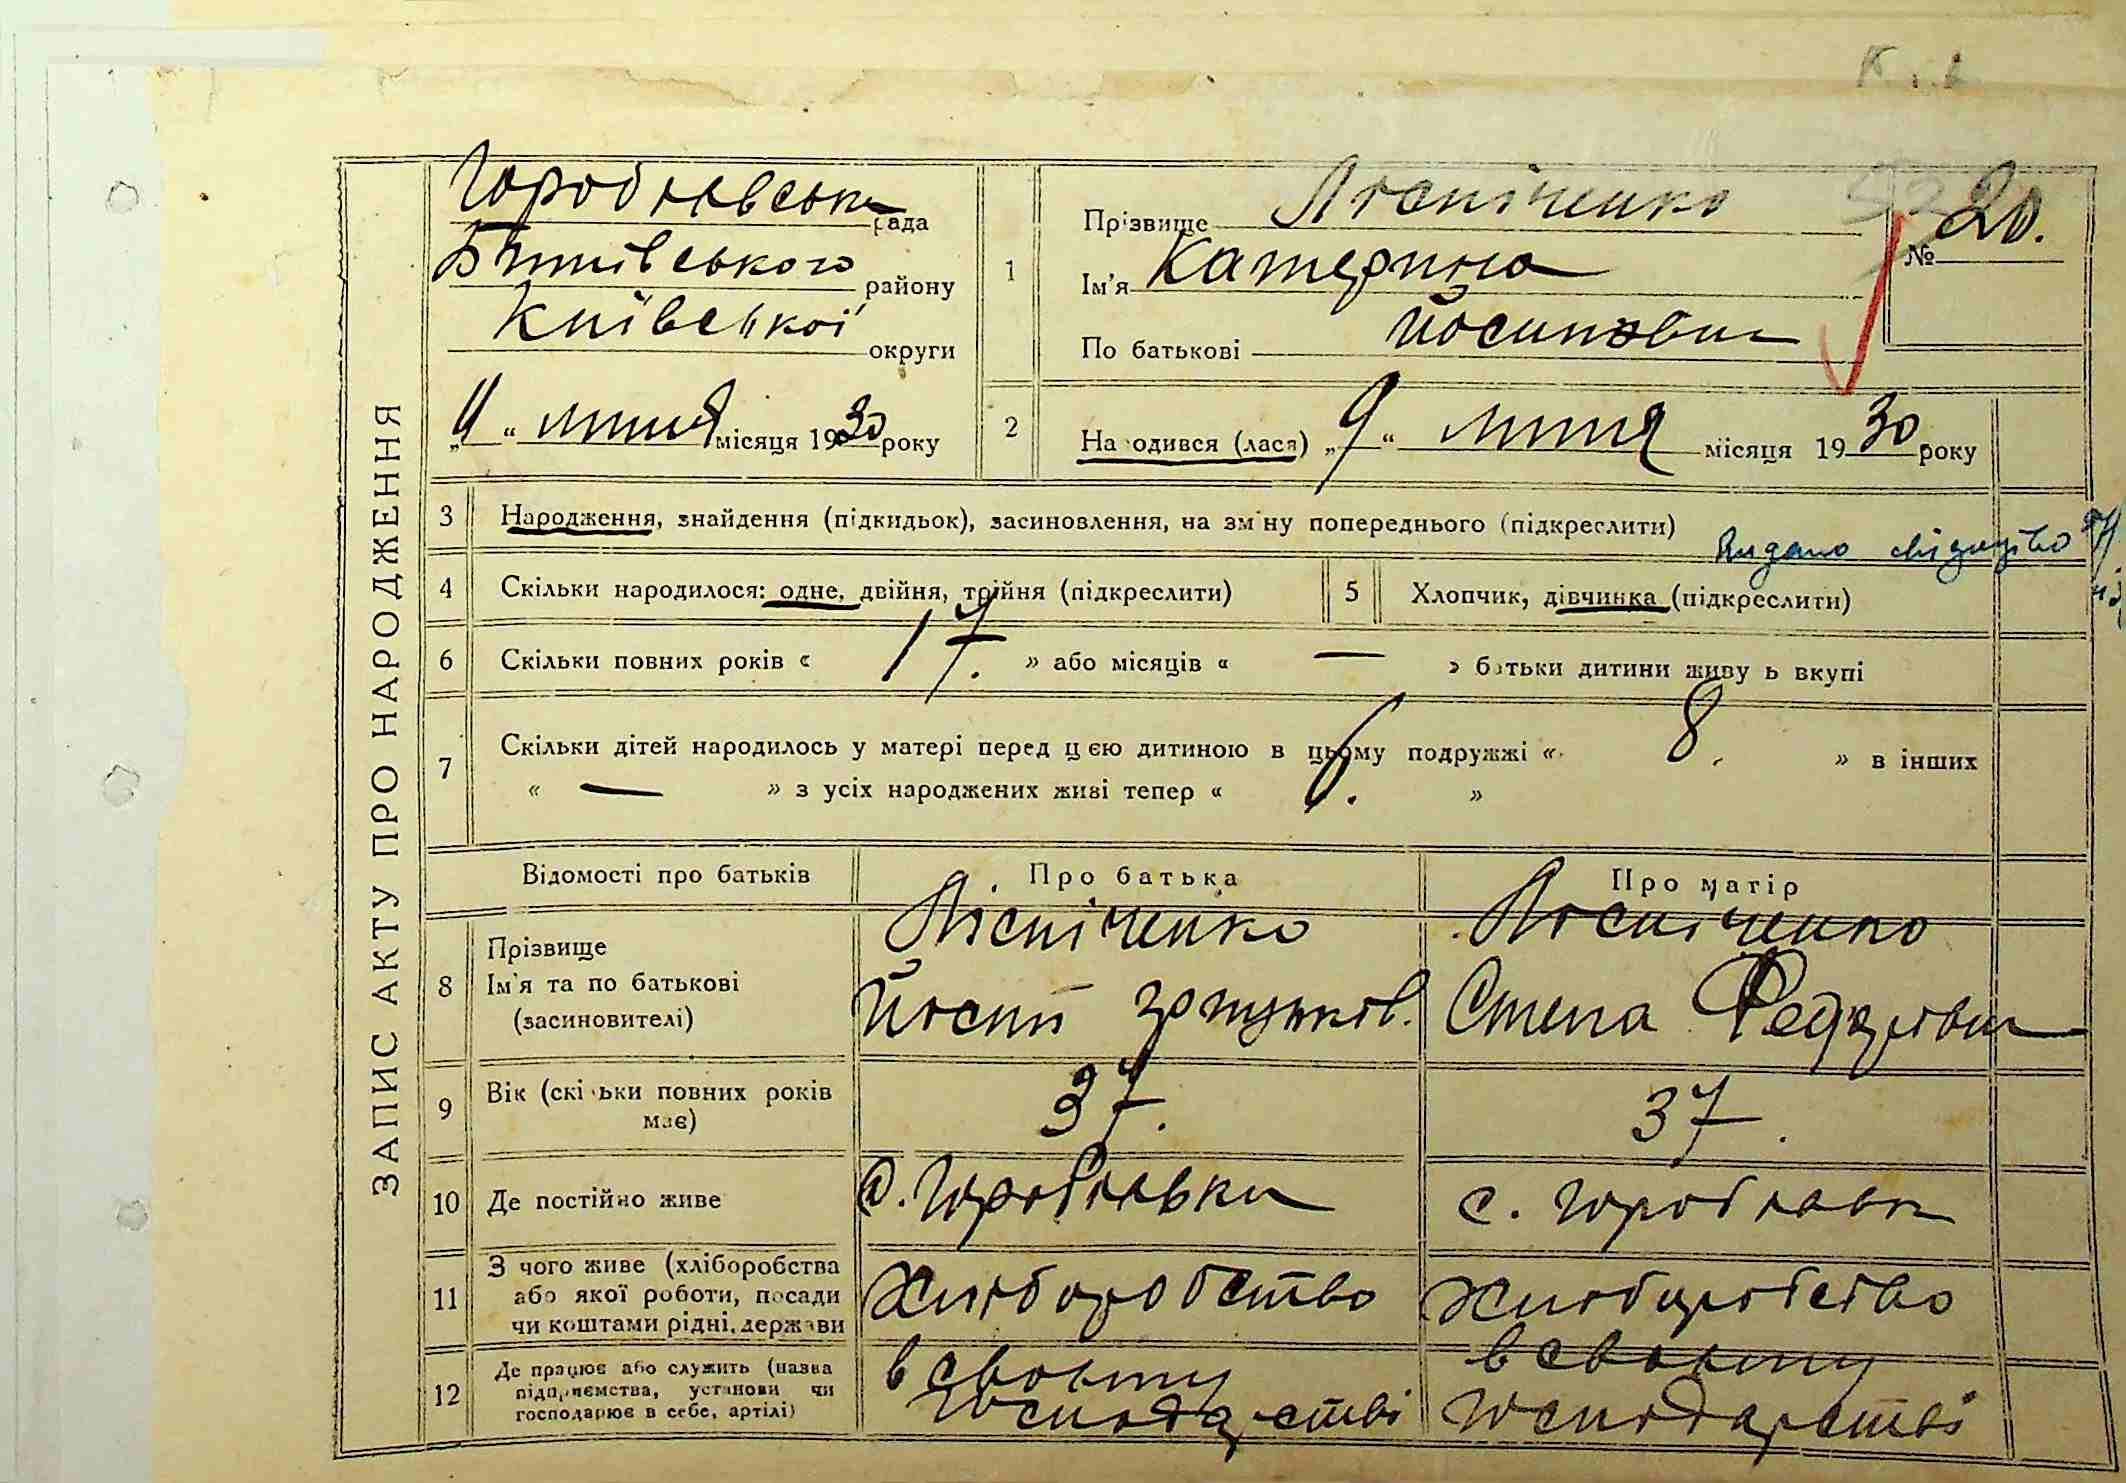 ЗАПИС АКТУ ПРО НАРОДЖЕННЯ
рада
району
Київської
округи
липня місяця 1930 року
1
Прізвище
Ім'я Катерина
По батькові Йосипівна
№ 20.
2
Народився (лася) „9“ липня місяця 1930 року
3 Народження, знайдення (підкидьок), засиновлення, на зміну попереднього (підкреслити)
Видано свідоцтво
4 Скільки народилося: одне, двійня, трійня (підкреслити)
5 Хлопчик, дівчинка (підкреслити)
6 Скільки повних років « 17. » або місяців « — » батьки дитини живуть вкупі
7 Скільки дітей народилось у матері перед цією дитиною в цьому подружжі « 8. » в інших
« — » з усіх народжених живі тепер « 6. »
Відомості про батьків
Про батька
Про матір
8 Прізвище
Ім'я та по батькові
(засиновителі)
Йосип
Федорівна
9 Вік (скільки повних років
має)
37.
37.
10 Де постійно живе
с.
с.
11 З чого живе (хліборобства
або якої роботи, посади
чи коштами рідні, держави
Хліборобство
Хліборобство
12 Де працює або служить (назва
підприємства, установи чи
господарює в себе, артілі)
в своєму
господарстві
в своєму
господарстві